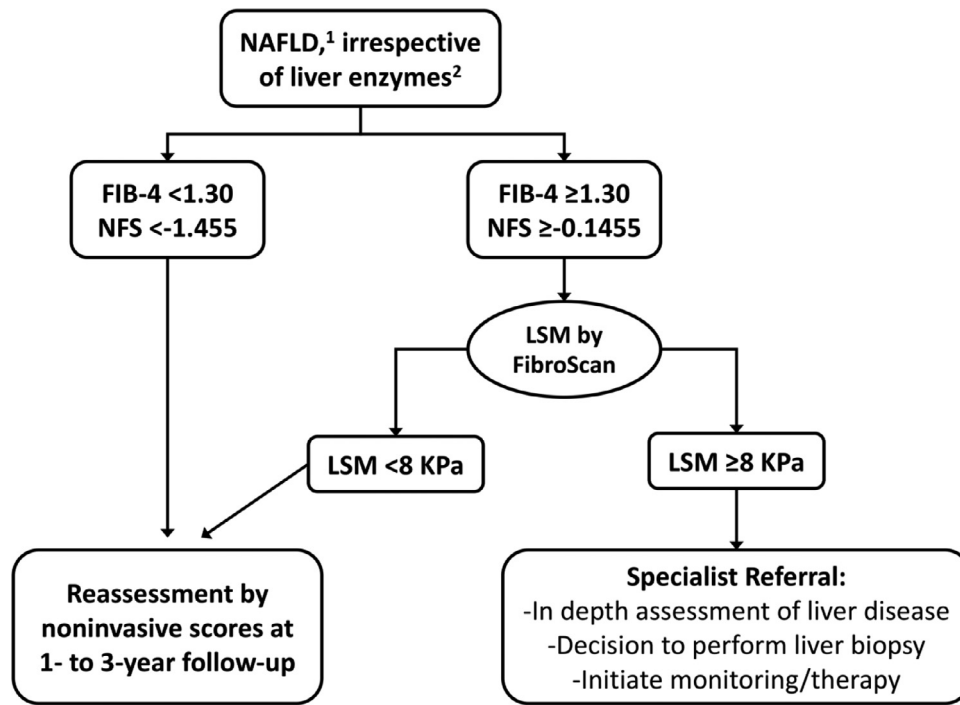 NAFLD,¹ irrespective
of liver enzymes²
FIB-4 <1.30
NFS <-1.455
FIB-4 ≥1.30
NFS ≥-0.1455
LSM by
FibroScan
LSM <8 KPa
LSM ≥8 KPa
Reassessment by
noninvasive scores at
1- to 3-year follow-up
Specialist Referral:
-In depth assessment of liver disease
-Decision to perform liver biopsy
-Initiate monitoring/therapy